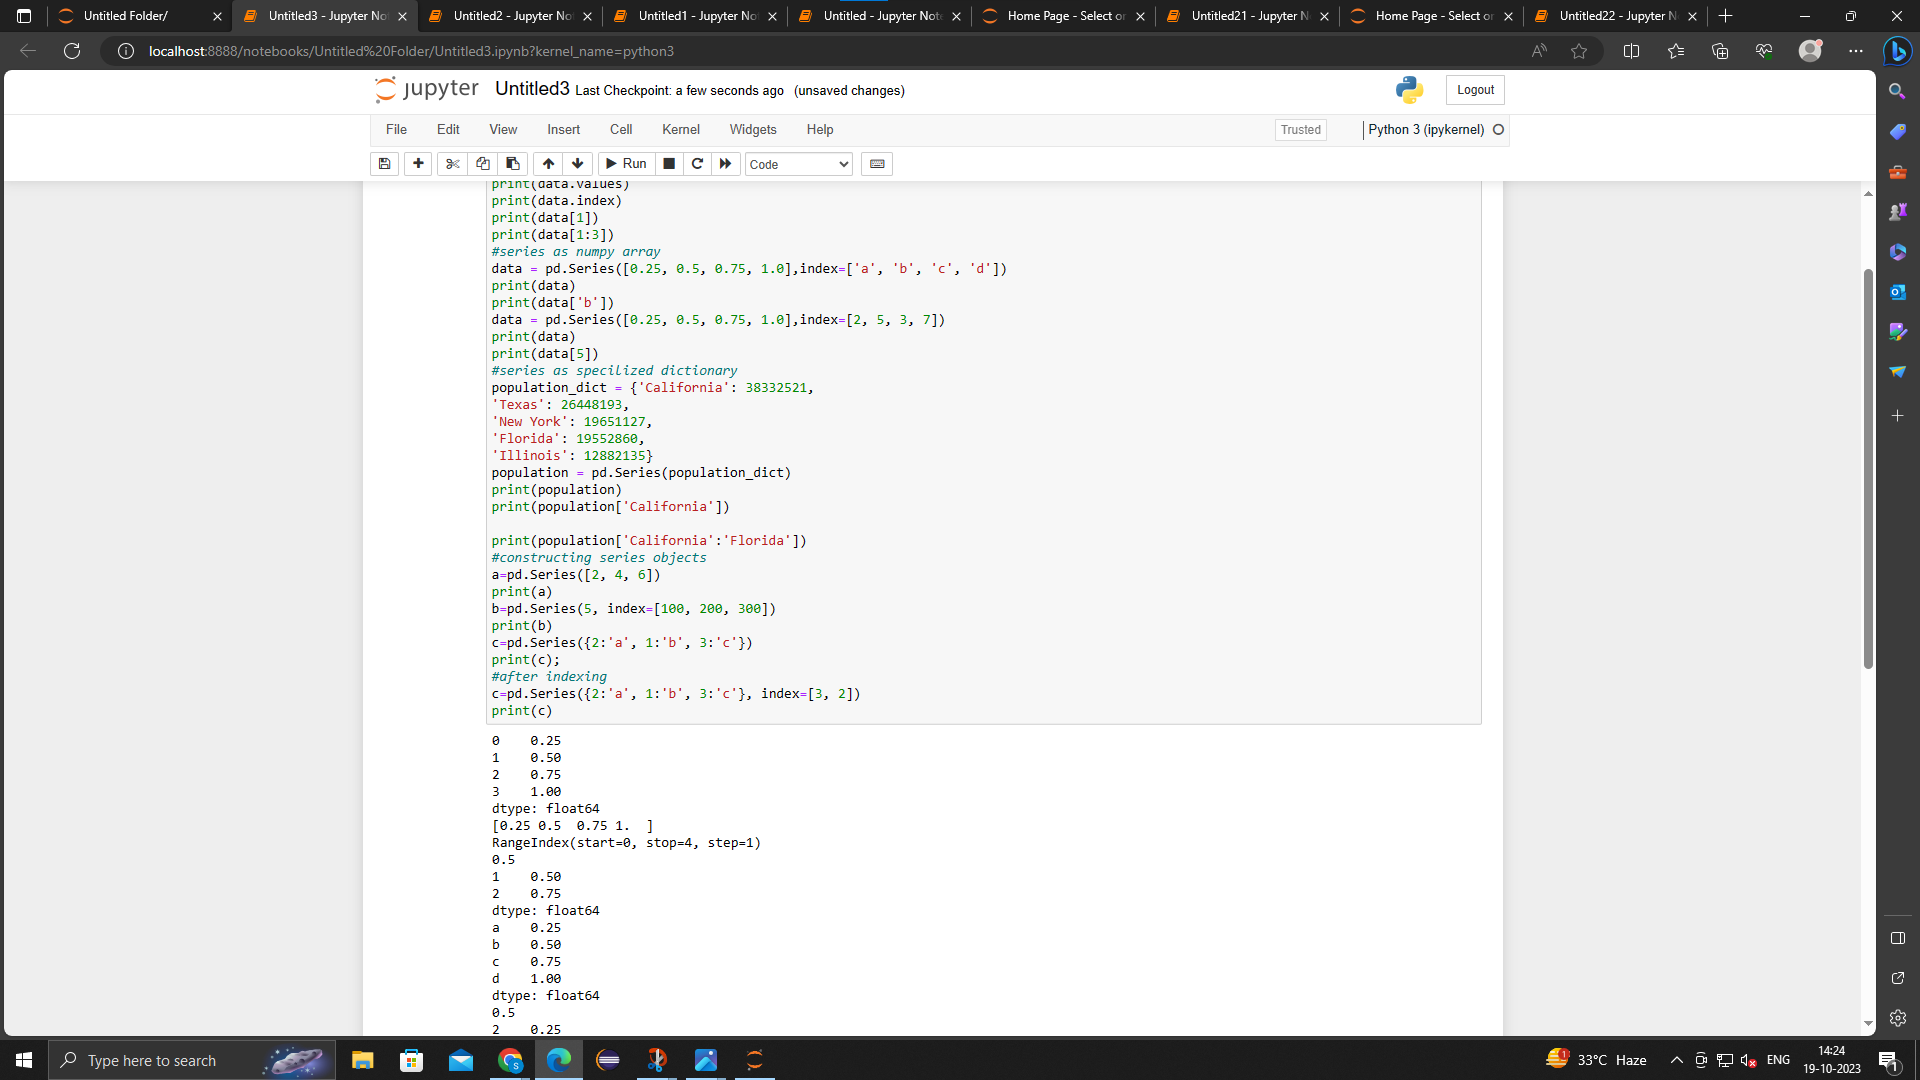 Untitled Folder/
Untitled3 - Jupyter No
Untitled2 - Jupyter No
Untitled1 - Jupyter No
Untitled - Jupyter Note
Home Page - Select or
Untitled21 - Jupyter N
Home Page - Select or
Untitled22 - Jupyter N
localhost:8888/notebooks/Untitled%20Folder/Untitled3.ipynb?kernel_name=python3
jupyter Untitled3 Last Checkpoint: a few seconds ago (unsaved changes)
Logout
File Edit View Insert Cell Kernel Widgets Help
Trusted
Python 3 (ipykernel)
Run
Code
print(data.values)
print(data.index)
print(data[1])
print(data[1:3])
#series as numpy array
data = pd.Series([0.25, 0.5, 0.75, 1.0],index=['a', 'b', 'c', 'd'])
print(data)
print(data['b'])
data = pd.Series([0.25, 0.5, 0.75, 1.0],index=[2, 5, 3, 7])
print(data)
print(data[5])
#series as specilized dictionary
population_dict = {'California': 38332521,
'Texas': 26448193,
'New York': 19651127,
'Florida': 19552860,
'Illinois': 12882135}
population = pd.Series(population_dict)
print(population)
print(population['California'])
print(population['California':'Florida'])
#constructing series objects
a=pd.Series([2, 4, 6])
print(a)
b=pd.Series(5, index=[100, 200, 300])
print(b)
c=pd.Series({2:'a', 1:'b', 3:'c'})
print(c);
#after indexing
c=pd.Series({2:'a', 1:'b', 3:'c'}, index=[3, 2])
print(c)
0    0.25
1    0.50
2    0.75
3    1.00
dtype: float64
[0.25 0.5  0.75 1.  ]
RangeIndex(start=0, stop=4, step=1)
0.5
1    0.50
2    0.75
dtype: float64
a    0.25
b    0.50
c    0.75
d    1.00
dtype: float64
0.5
2    0.25
Type here to search
33°C Haze
ENG
14:24
19-10-2023